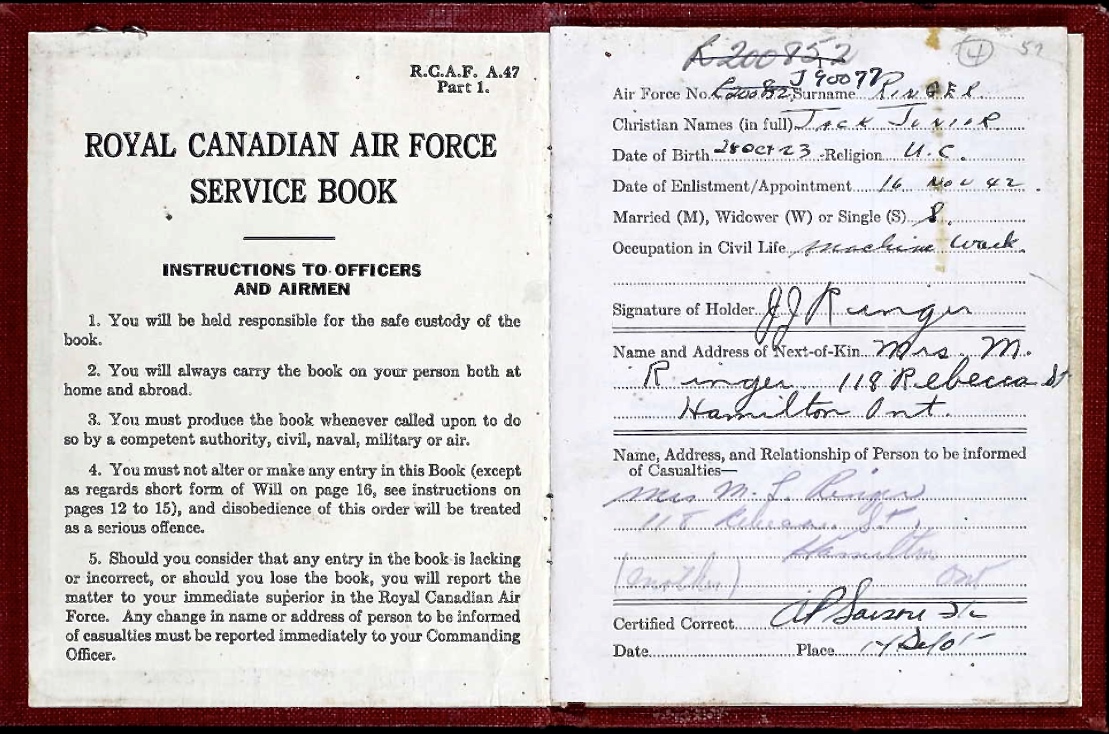 R.C.A.F. A.47
Part 1.
ROYAL CANADIAN AIR FORCE
SERVICE BOOK
INSTRUCTIONS TO OFFICERS
AND AIRMEN
1. You will be held responsible for the safe custody of the
book.
2. You will always carry the book on your person both at
home and abroad.
3. You must produce the book whenever called upon to do
so by a competent authority, civil, naval, military or air.
4. You must not alter or make any entry in this Book (except
as regards short form of Will on page 16, see instructions on
pages 12 to 15), and disobedience of this order will be treated
as a serious offence.
5. Should you consider that any entry in the book is lacking
or incorrect, or should you lose the book, you will report the
matter to your immediate superior in the Royal Canadian Air
Force. Any change in name or address of person to be informed
of casualties must be reported immediately to your Commanding
Officer.
4 52
R200852
J90077
Air Force No. Surname RINGER
Christian Names (in full) JACK JUNIOR
Date of Birth 28 Oct 23 Religion U.C.
Date of Enlistment/Appointment 16 Nov 42
Married (M), Widower (W) or Single (S) S.
Occupation in Civil Life machine work
Signature of Holder JJ Ringer
Name and Address of Next-of-Kin Mrs. M.
Ringer 118 Rebecca St
Hamilton Ont.
Name, Address, and Relationship of Person to be informed
of Casualties—
Mrs M. L. Ringer
118 Rebecca St,
Hamilton
(mother) Ont
Certified Correct
Date Place